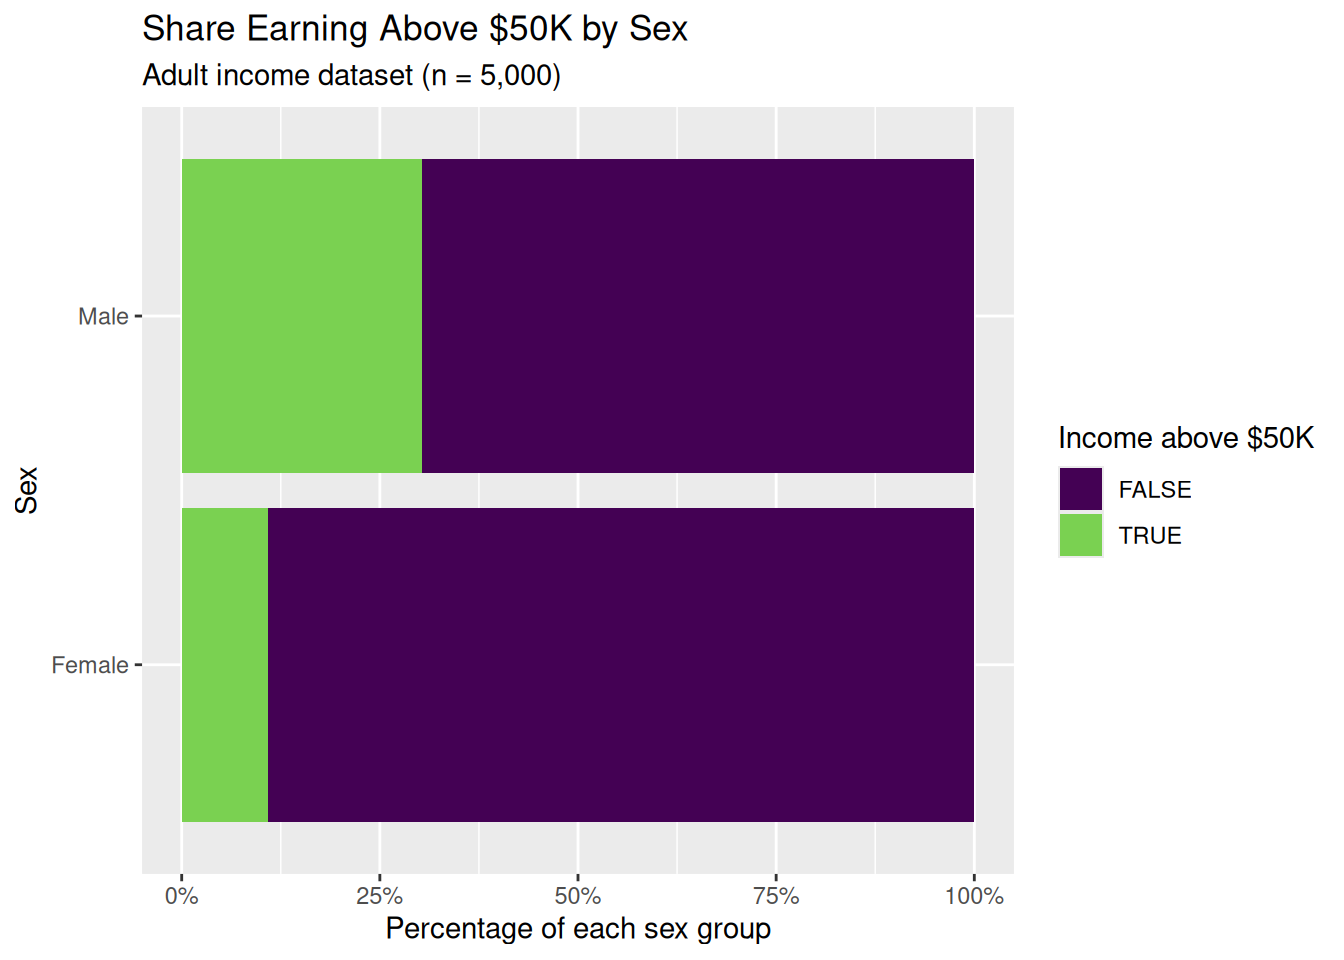 Share Earning Above $50K by Sex
Adult income dataset (n = 5,000)
Male
Female
Sex
0% 25% 50% 75% 100%
Percentage of each sex group
Income above $50K
FALSE
TRUE